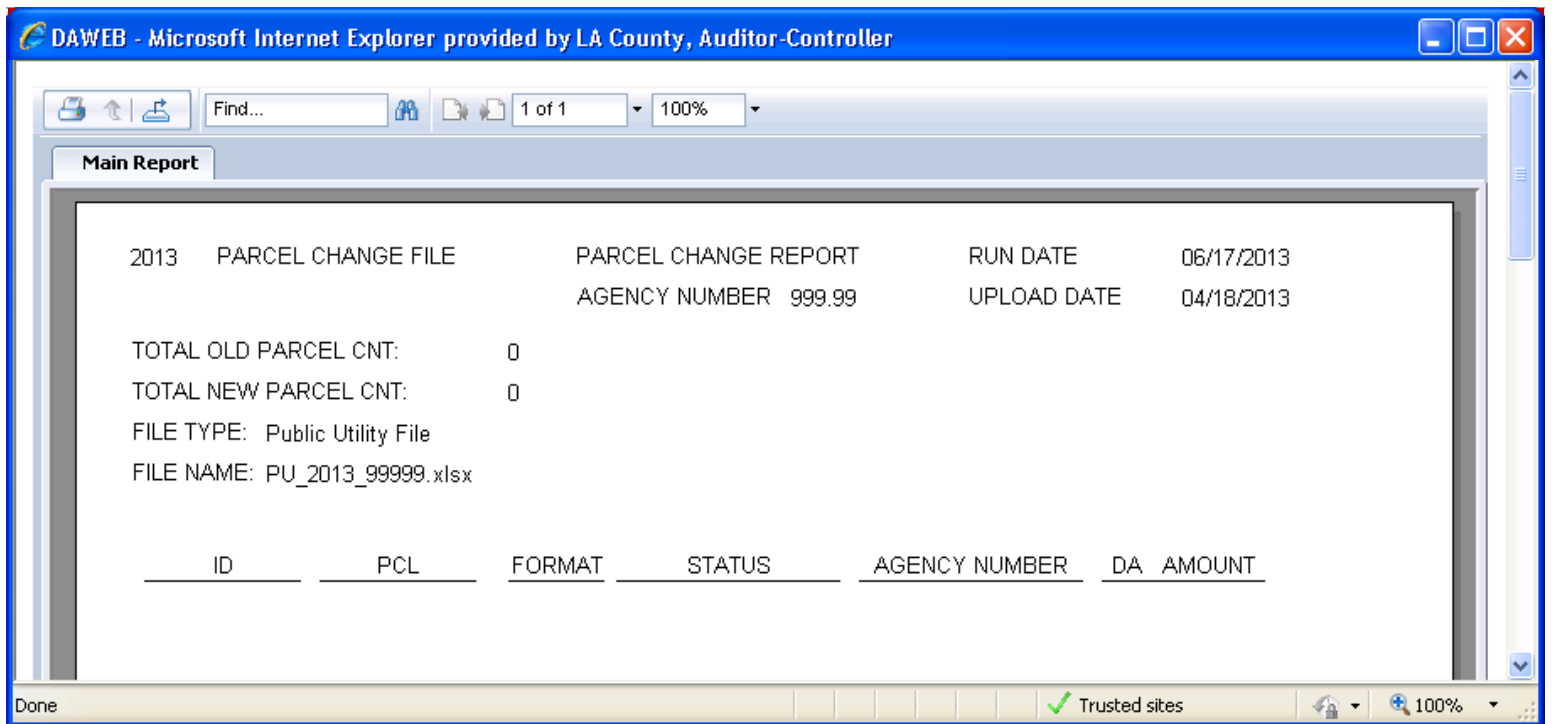 DAWEB - Microsoft Internet Explorer provided by LA County, Auditor-Controller
Find... 1 of 1 100%
Main Report
2013 PARCEL CHANGE FILE PARCEL CHANGE REPORT RUN DATE 06/17/2013
AGENCY NUMBER 999.99 UPLOAD DATE 04/18/2013
TOTAL OLD PARCEL CNT: 0
TOTAL NEW PARCEL CNT: 0
FILE TYPE: Public Utility File
FILE NAME: PU_2013_99999.xlsx
ID PCL FORMAT STATUS AGENCY NUMBER DA AMOUNT
Done Trusted sites 100%